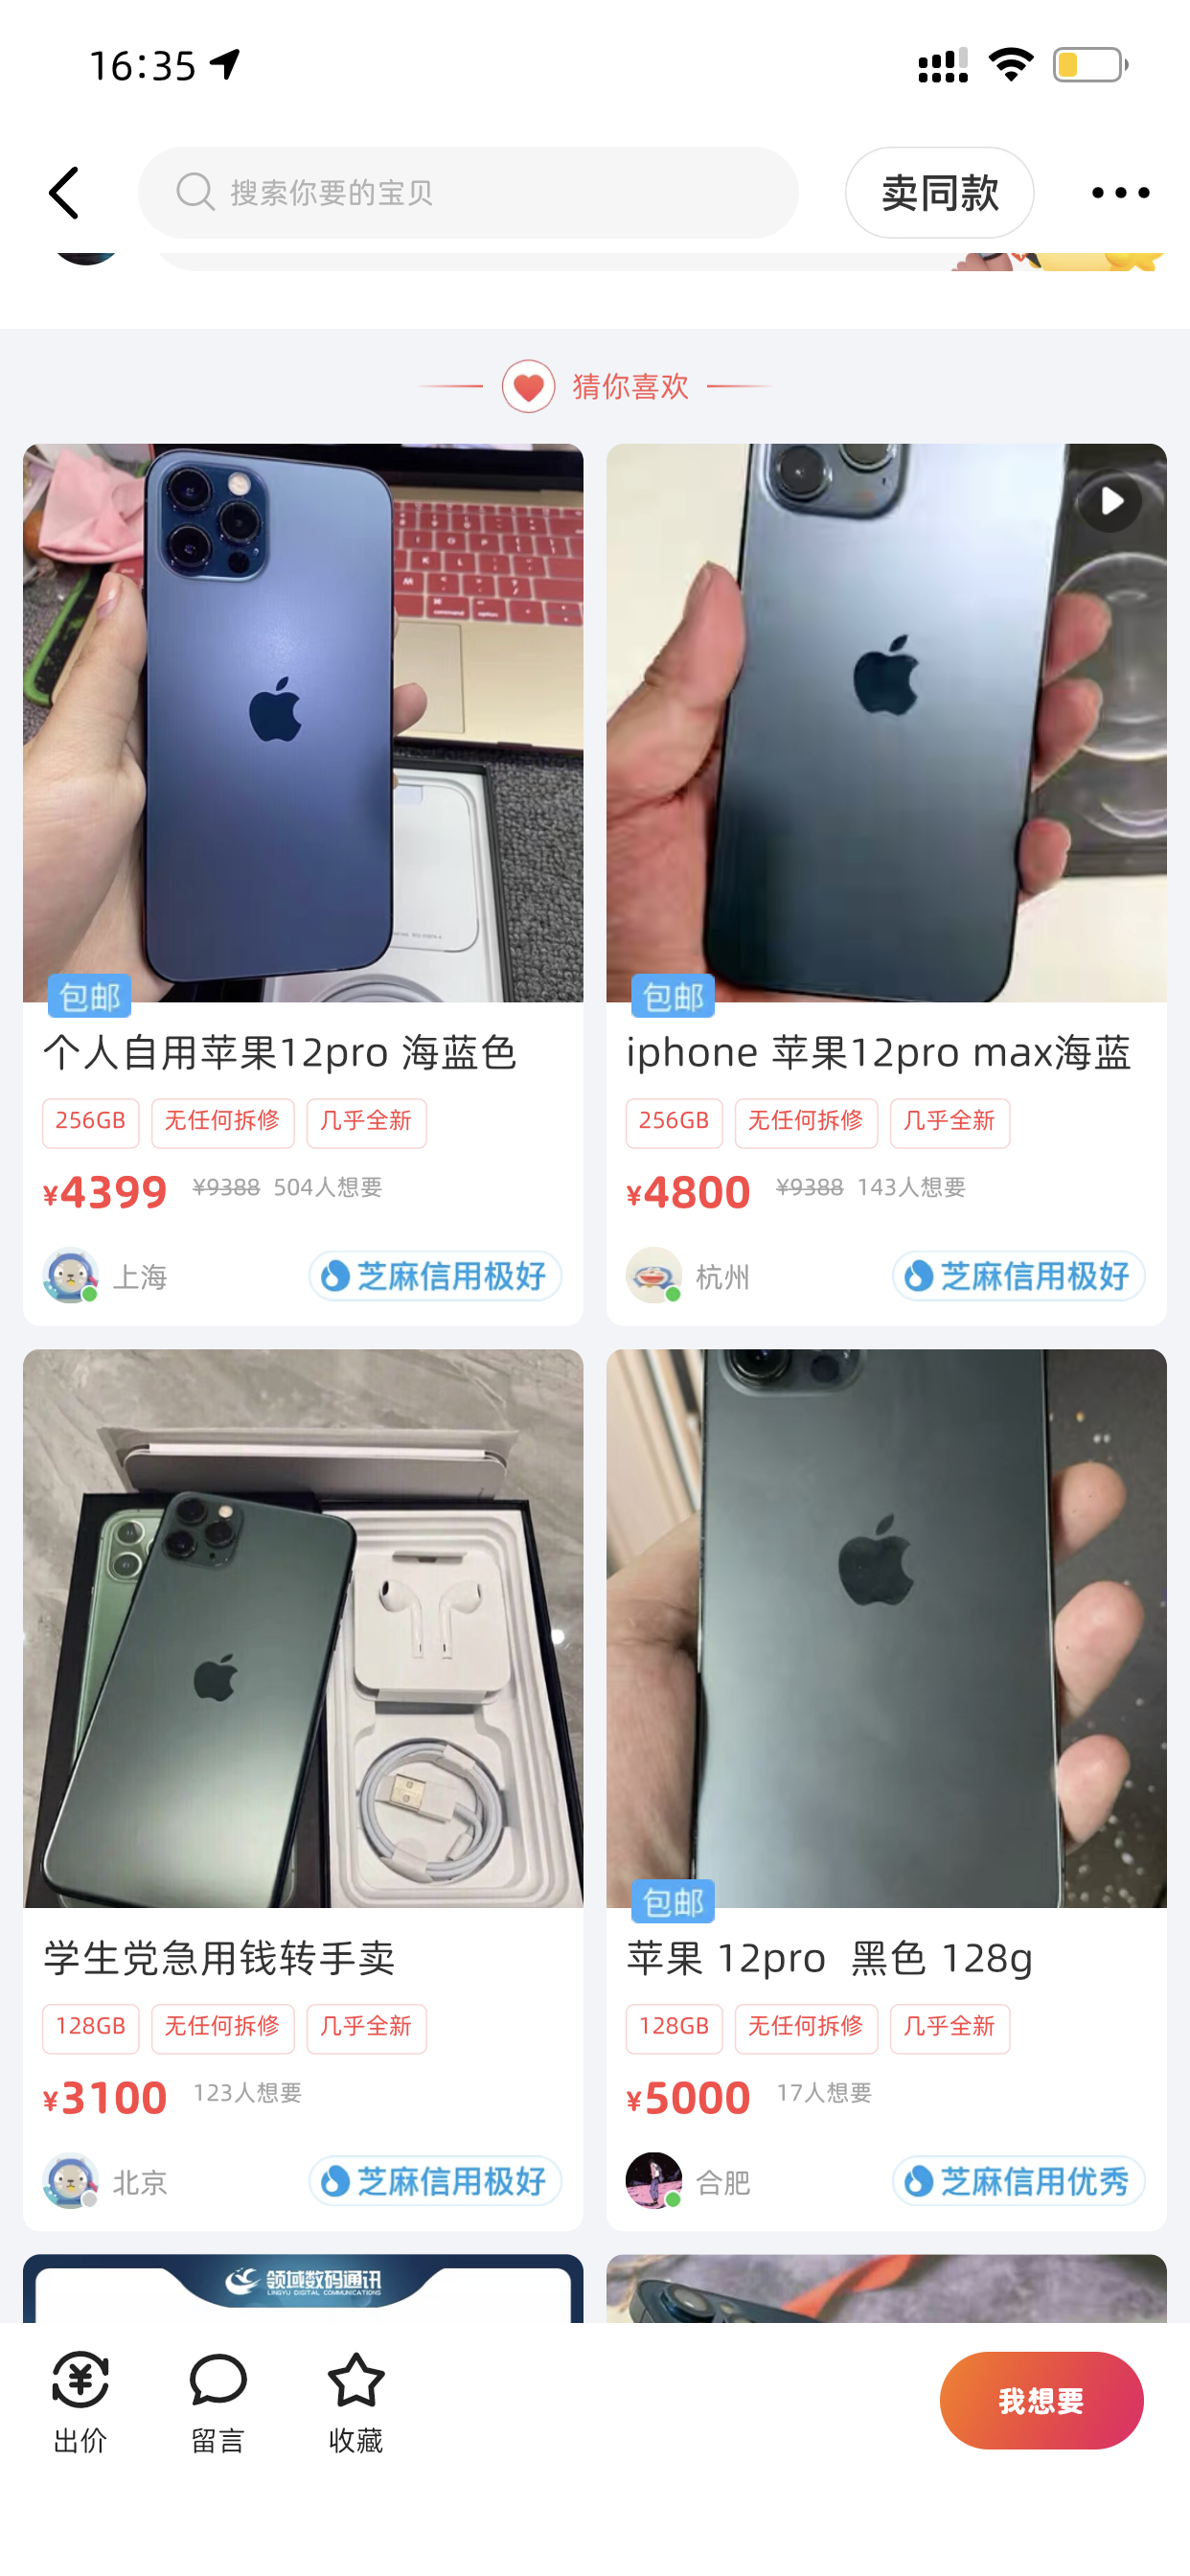 16:35
搜索你要的宝贝
卖同款
猜你喜欢
包邮
个人自用苹果12pro 海蓝色
256GB 无任何拆修 几乎全新
¥4399 ¥9388 504人想要
上海 芝麻信用极好
包邮
iphone 苹果12pro max海蓝
256GB 无任何拆修 几乎全新
¥4800 ¥9388 143人想要
杭州 芝麻信用极好
学生党急用钱转手卖
128GB 无任何拆修 几乎全新
¥3100 123人想要
北京 芝麻信用极好
包邮
苹果 12pro 黑色 128g
128GB 无任何拆修 几乎全新
¥5000 17人想要
合肥 芝麻信用优秀
领域数码通讯
LINGYU DIGITAL COMMUNICATIONS
出价
留言
收藏
我想要